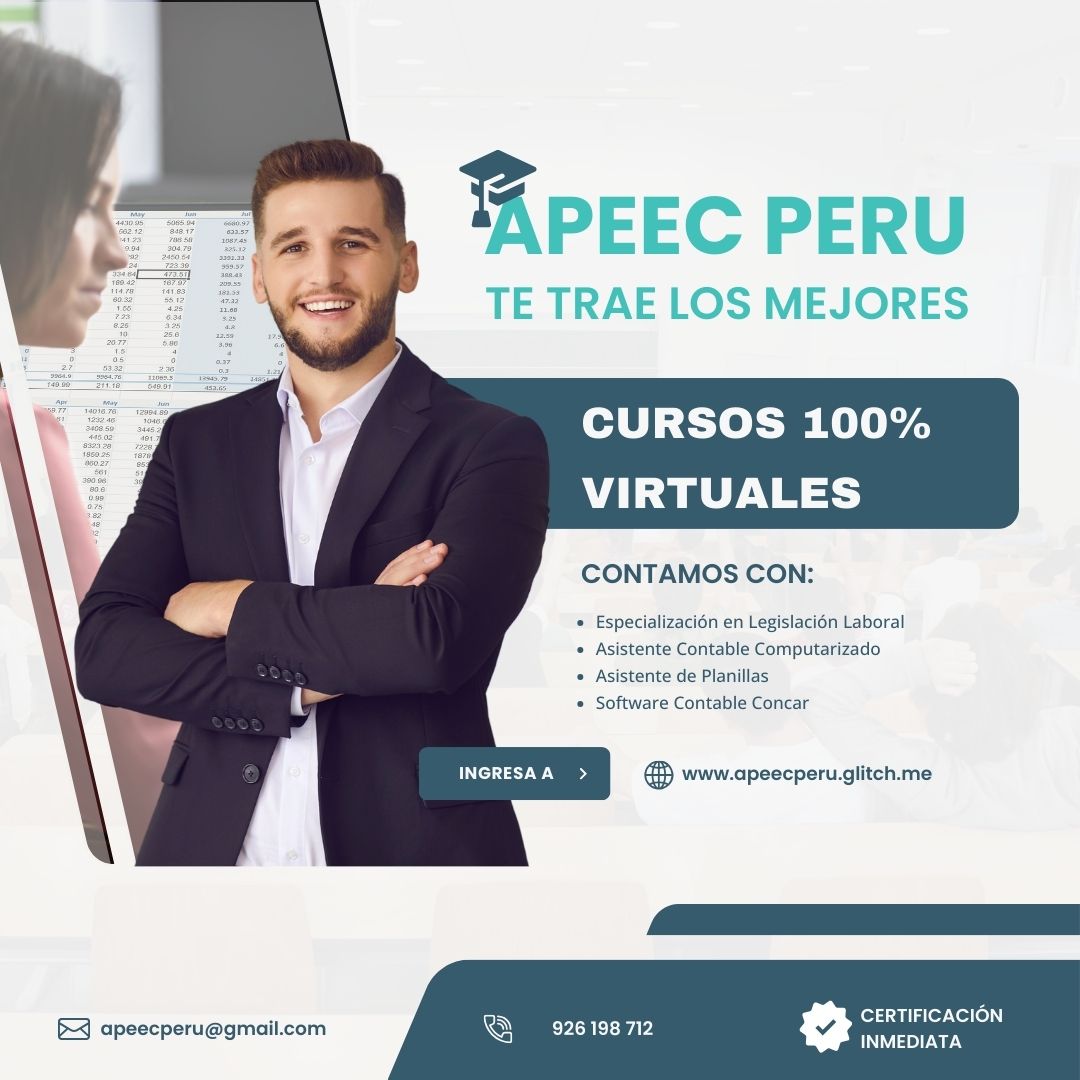 APEEC PERU
TE TRAE LOS MEJORES
CURSOS 100%
VIRTUALES
CONTAMOS CON:
• Especialización en Legislación Laboral
• Asistente Contable Computarizado
• Asistente de Planillas
• Software Contable Concar
INGRESA A >
www.apeecperu.glitch.me
apeecperu@gmail.com
926 198 712
CERTIFICACIÓN
INMEDIATA